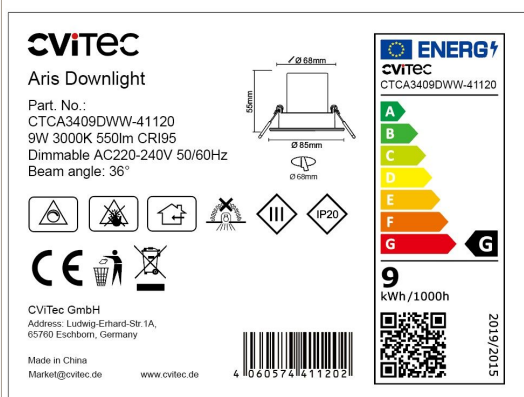 CViTEC
Aris Downlight
Part. No.:
CTCA3409DWW-41120
9W 3000K 550lm CRI95
Dimmable AC220-240V 50/60Hz
Beam angle: 36°
Ø 68mm
55mm
Ø 85mm
Ø 68mm
III
IP20
CE
CViTec GmbH
Address: Ludwig-Erhard-Str.1A,
65760 Eschborn, Germany
Made in China
Market@cvitec.de www.cvitec.de
4 060574 411202
ENERG
CViTEC
CTCA3409DWW-41120
A
B
C
D
E
F
G
G
9
kWh/1000h
2019/2015